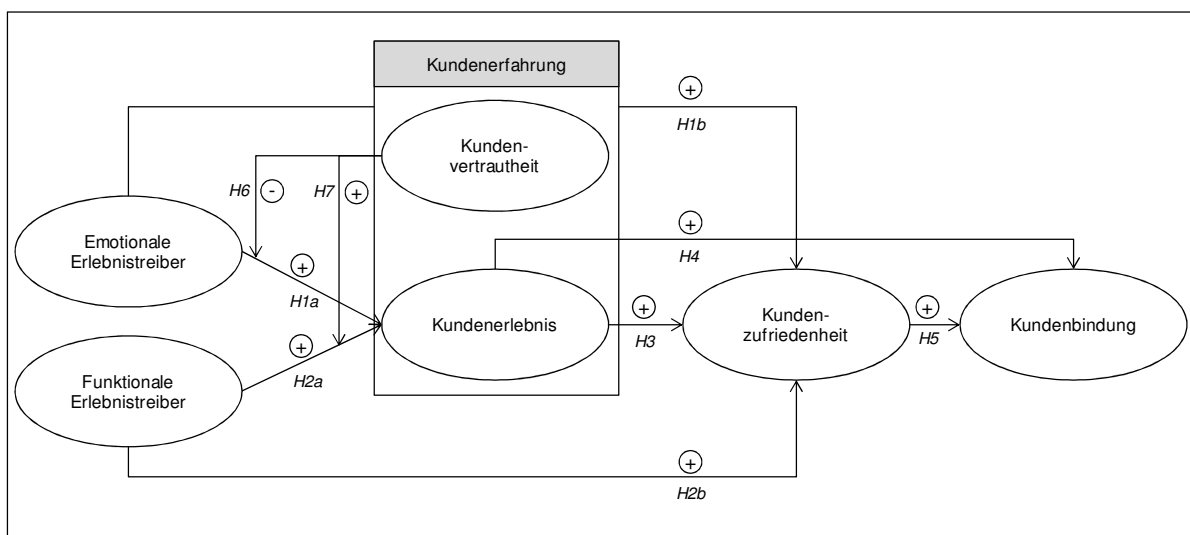 Kundenerfahrung
+
H1b
Kunden-
vertrautheit
H6
-
H7
+
Emotionale
Erlebnistreiber
+
H1a
+
H4
Kundenerlebnis
+
H3
Kunden-
zufriedenheit
+
H5
Kundenbindung
+
H2a
Funktionale
Erlebnistreiber
+
H2b